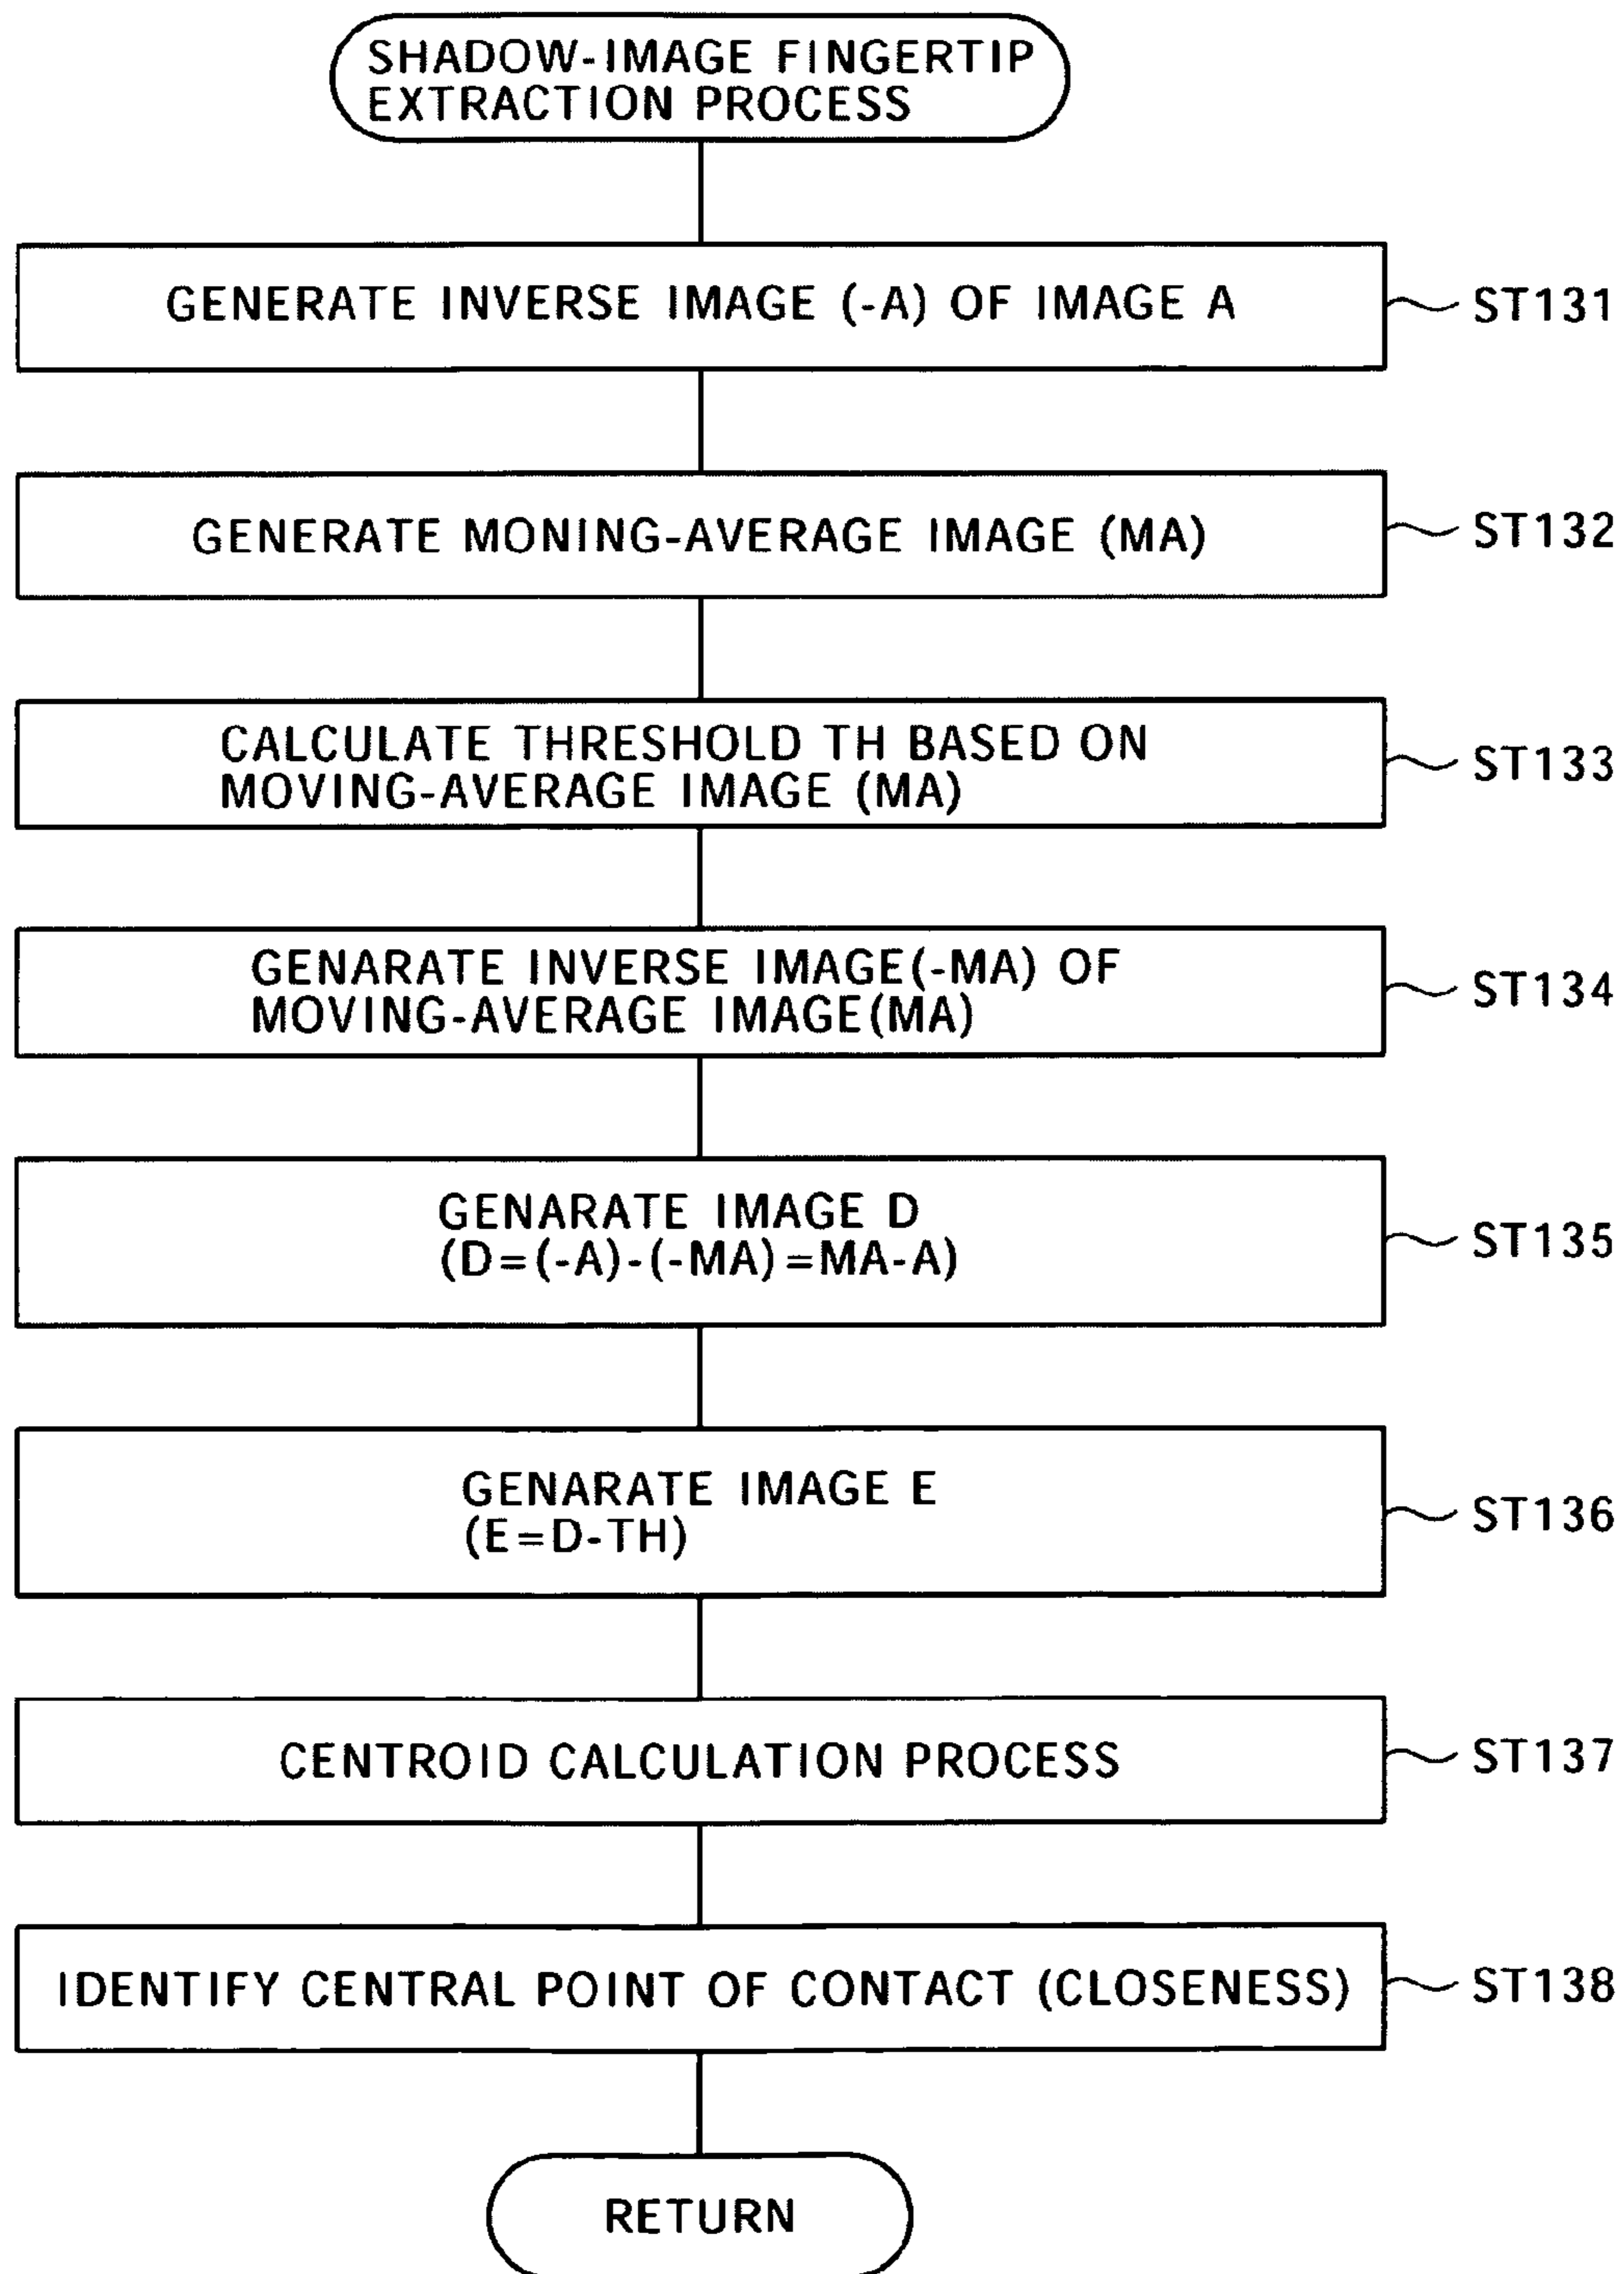 SHADOW-IMAGE FINGERTIP
EXTRACTION PROCESS
GENERATE INVERSE IMAGE (-A) OF IMAGE A
ST131
GENERATE MONING-AVERAGE IMAGE (MA)
ST132
CALCULATE THRESHOLD TH BASED ON
MOVING-AVERAGE IMAGE (MA)
ST133
GENARATE INVERSE IMAGE(-MA) OF
MOVING-AVERAGE IMAGE(MA)
ST134
GENARATE IMAGE D
(D=(-A)-(-MA)=MA-A)
ST135
GENARATE IMAGE E
(E=D-TH)
ST136
CENTROID CALCULATION PROCESS
ST137
IDENTIFY CENTRAL POINT OF CONTACT (CLOSENESS)
ST138
RETURN